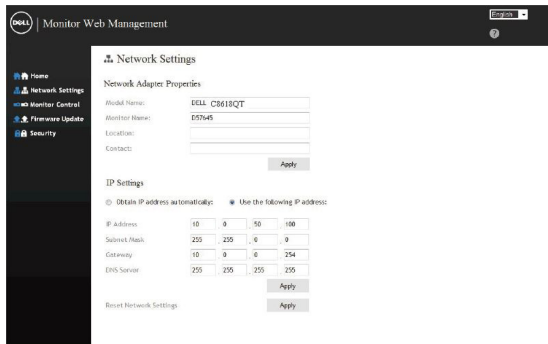 DELL
Monitor Web Management
English
?
Home
Network Settings
Monitor Control
Firmware Update
Security
Network Settings
Network Adapter Properties
Model Name: DELL C8618QT
Monitor Name: D57645
Location:
Contact:
Apply
IP Settings
Obtain IP address automatically: Use the following IP address:
IP Address 10 . 0 . 50 . 100
Subnet Mask 255 . 255 . 0 . 0
Gateway 10 . 0 . 0 . 254
DNS Server 255 . 255 . 255 . 255
Apply
Reset Network Settings Apply